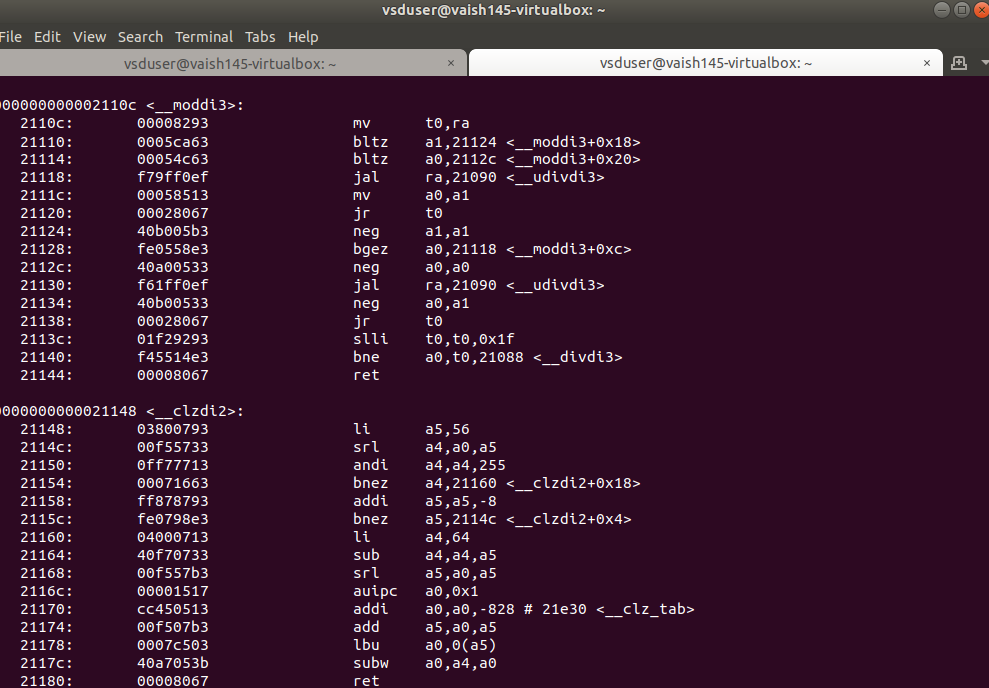 vsduser@vaish145-virtualbox: ~
File Edit View Search Terminal Tabs Help
vsduser@vaish145-virtualbox: ~ × vsduser@vaish145-virtualbox: ~ ×
000000000002110c <__moddi3>:
2110c: 00008293 mv t0,ra
21110: 0005ca63 bltz a1,21124 <__moddi3+0x18>
21114: 00054c63 bltz a0,2112c <__moddi3+0x20>
21118: f79ff0ef jal ra,21090 <__udivdi3>
2111c: 00058513 mv a0,a1
21120: 00028067 jr t0
21124: 40b005b3 neg a1,a1
21128: fe0558e3 bgez a0,21118 <__moddi3+0xc>
2112c: 40a00533 neg a0,a0
21130: f61ff0ef jal ra,21090 <__udivdi3>
21134: 40b00533 neg a0,a1
21138: 00028067 jr t0
2113c: 01f29293 slli t0,t0,0x1f
21140: f45514e3 bne a0,t0,21088 <__divdi3>
21144: 00008067 ret
0000000000021148 <__clzdi2>:
21148: 03800793 li a5,56
2114c: 00f55733 srl a4,a0,a5
21150: 0ff77713 andi a4,a4,255
21154: 00071663 bnez a4,21160 <__clzdi2+0x18>
21158: ff878793 addi a5,a5,-8
2115c: fe0798e3 bnez a5,2114c <__clzdi2+0x4>
21160: 04000713 li a4,64
21164: 40f70733 sub a4,a4,a5
21168: 00f557b3 srl a5,a0,a5
2116c: 00001517 auipc a0,0x1
21170: cc450513 addi a0,a0,-828 # 21e30 <__clz_tab>
21174: 00f507b3 add a5,a0,a5
21178: 0007c503 lbu a0,0(a5)
2117c: 40a7053b subw a0,a4,a0
21180: 00008067 ret